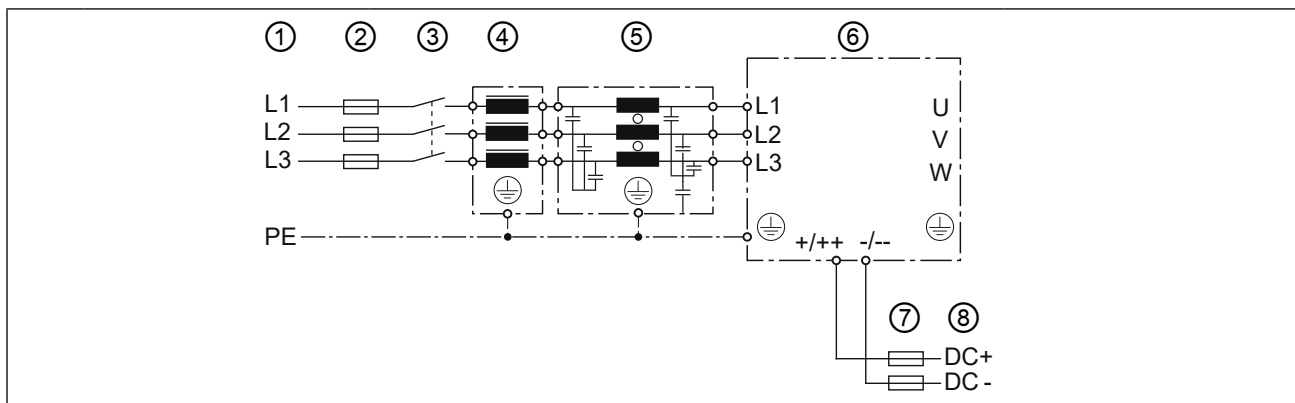 ① ② ③ ④ ⑤ ⑥
L1 L1 U
L2 L2 V
L3 L3 W
PE
+/++ -/--
⑦ ⑧
DC+
DC -